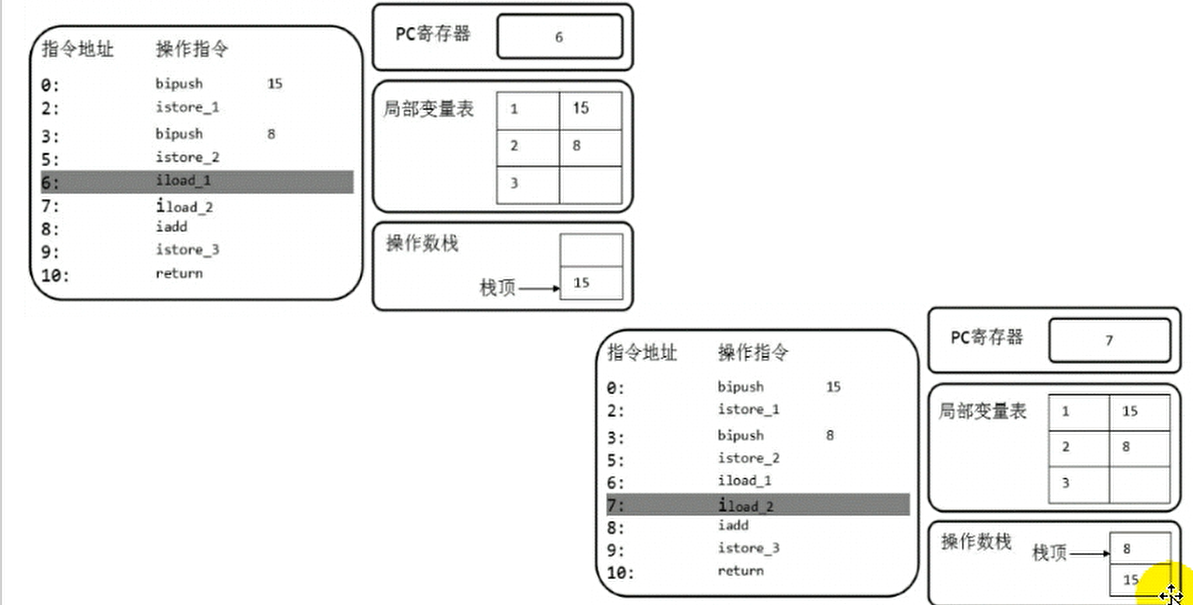 指令地址 操作指令
0: bipush 15
2: istore_1
3: bipush 8
5: istore_2
6: iload_1
7: iload_2
8: iadd
9: istore_3
10: return
PC寄存器 6
局部变量表
1 15
2 8
3
操作数栈
栈顶 15
指令地址 操作指令
0: bipush 15
2: istore_1
3: bipush 8
5: istore_2
6: iload_1
7: iload_2
8: iadd
9: istore_3
10: return
PC寄存器 7
局部变量表
1 15
2 8
3
操作数栈 栈顶 8
15